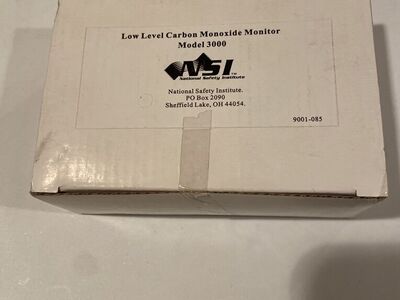 Low Level Carbon Monoxide Monitor
Model 3000
NSI™
National Safety Institute
National Safety Institute.
PO Box 2090
Sheffield Lake, OH 44054.
9001-085